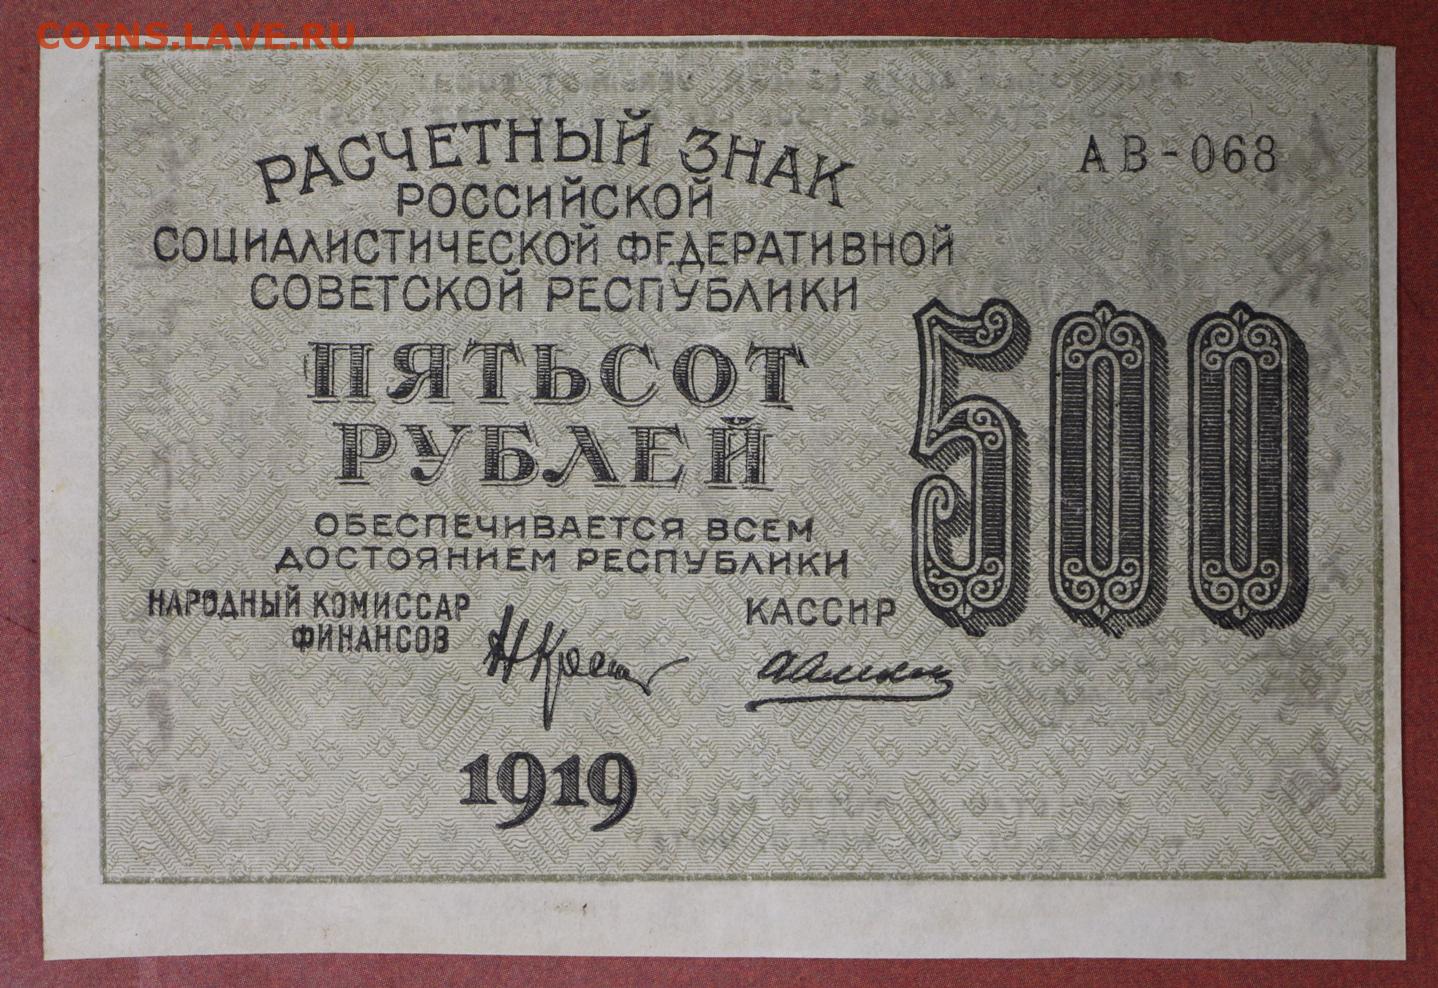 COINS.LAVE.RU
РАСЧЕТНЫЙ ЗНАК
АВ-068
РОССИЙСКОЙ
СОЦИАЛИСТИЧЕСКОЙ ФЕДЕРАТИВНОЙ
СОВЕТСКОЙ РЕСПУБЛИКИ
ПЯТЬСОТ
РУБЛЕЙ
500
ОБЕСПЕЧИВАЕТСЯ ВСЕМ
ДОСТОЯНИЕМ РЕСПУБЛИКИ
НАРОДНЫЙ КОМИССАР
ФИНАНСОВ
КАССИР
1919